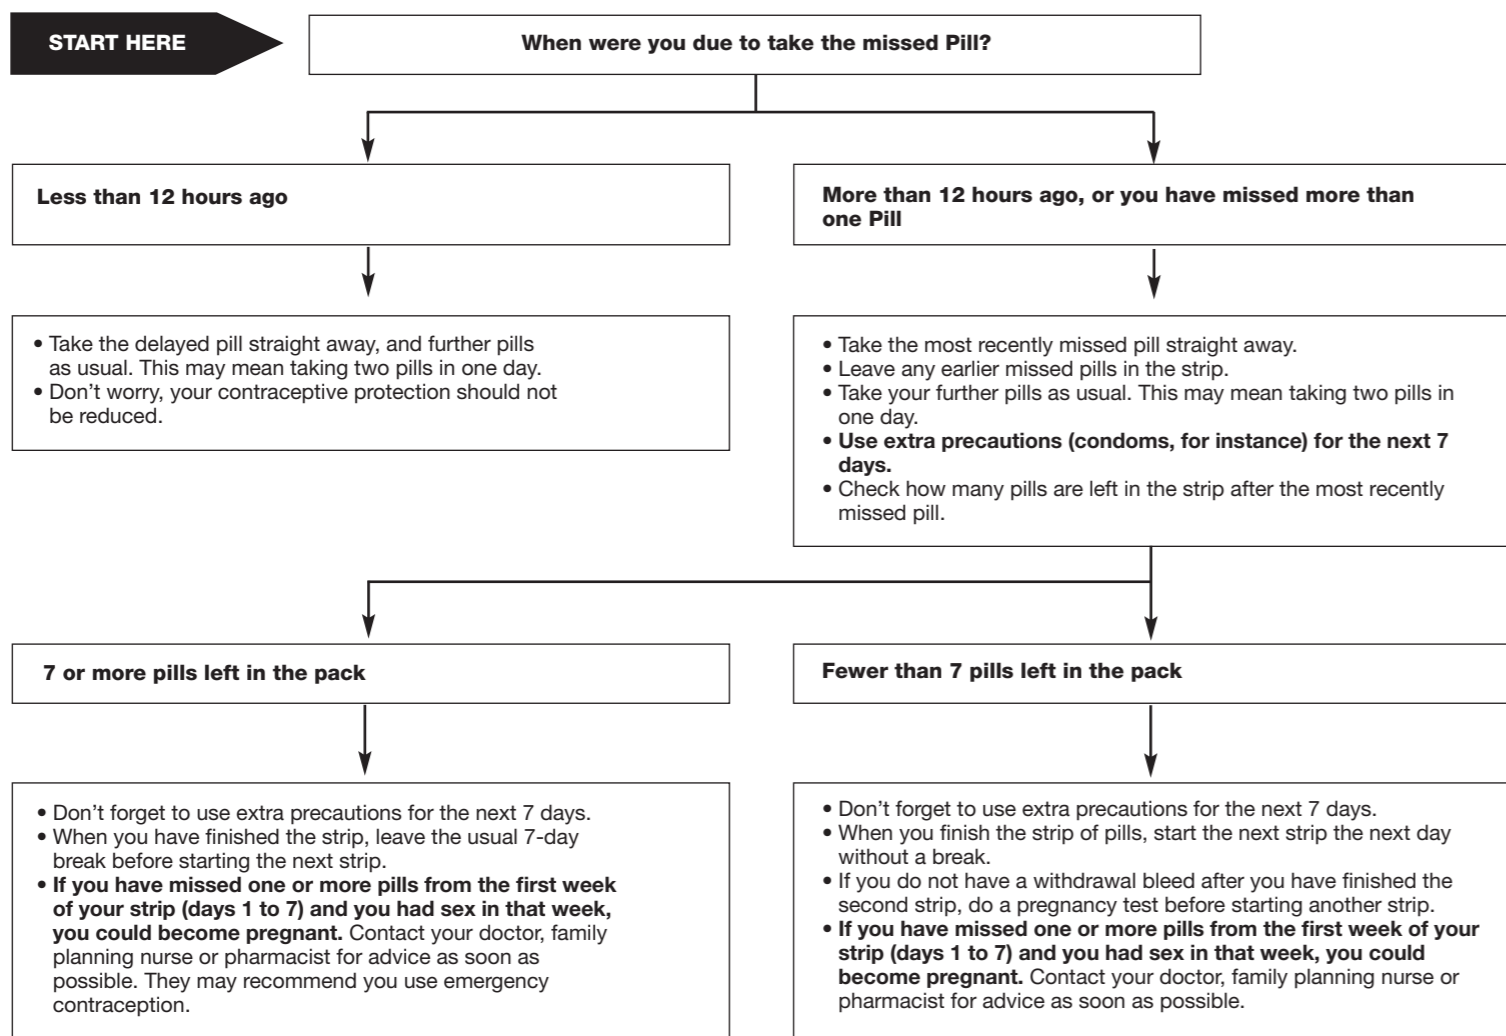 START HERE
When were you due to take the missed Pill?
Less than 12 hours ago
More than 12 hours ago, or you have missed more than
one Pill
• Take the delayed pill straight away, and further pills
as usual. This may mean taking two pills in one day.
• Don’t worry, your contraceptive protection should not
be reduced.
• Take the most recently missed pill straight away.
• Leave any earlier missed pills in the strip.
• Take your further pills as usual. This may mean taking two pills in
one day.
• Use extra precautions (condoms, for instance) for the next 7
days.
• Check how many pills are left in the strip after the most recently
missed pill.
7 or more pills left in the pack
Fewer than 7 pills left in the pack
• Don’t forget to use extra precautions for the next 7 days.
• When you have finished the strip, leave the usual 7-day
break before starting the next strip.
• If you have missed one or more pills from the first week
of your strip (days 1 to 7) and you had sex in that week,
you could become pregnant. Contact your doctor, family
planning nurse or pharmacist for advice as soon as
possible. They may recommend you use emergency
contraception.
• Don’t forget to use extra precautions for the next 7 days.
• When you finish the strip of pills, start the next strip the next day
without a break.
• If you do not have a withdrawal bleed after you have finished the
second strip, do a pregnancy test before starting another strip.
• If you have missed one or more pills from the first week of your
strip (days 1 to 7) and you had sex in that week, you could
become pregnant. Contact your doctor, family planning nurse or
pharmacist for advice as soon as possible.